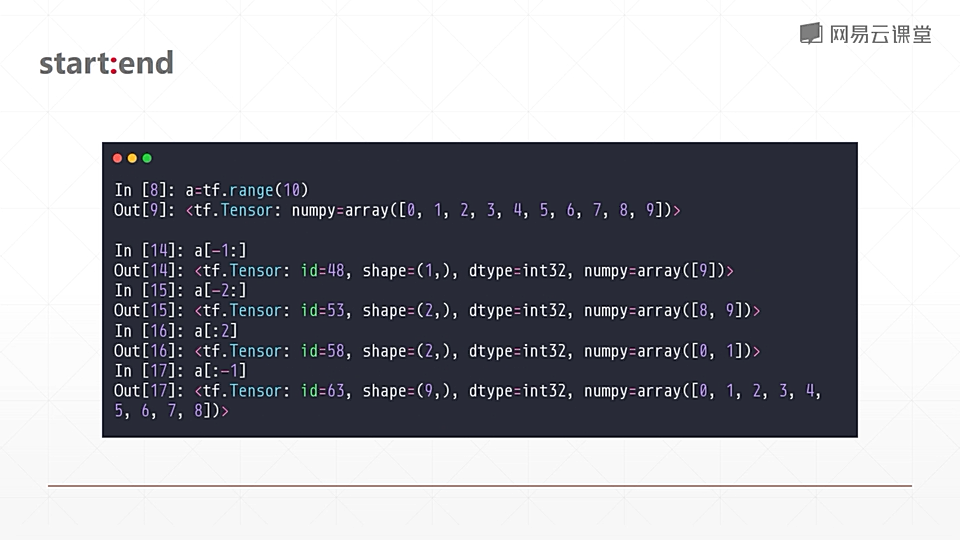 网易云课堂
start:end
In [8]: a=tf.range(10)
Out[9]: <tf.Tensor: numpy=array([0, 1, 2, 3, 4, 5, 6, 7, 8, 9])>
In [14]: a[-1:]
Out[14]: <tf.Tensor: id=48, shape=(1,), dtype=int32, numpy=array([9])>
In [15]: a[-2:]
Out[15]: <tf.Tensor: id=53, shape=(2,), dtype=int32, numpy=array([8, 9])>
In [16]: a[:2]
Out[16]: <tf.Tensor: id=58, shape=(2,), dtype=int32, numpy=array([0, 1])>
In [17]: a[:-1]
Out[17]: <tf.Tensor: id=63, shape=(9,), dtype=int32, numpy=array([0, 1, 2, 3, 4,
5, 6, 7, 8])>